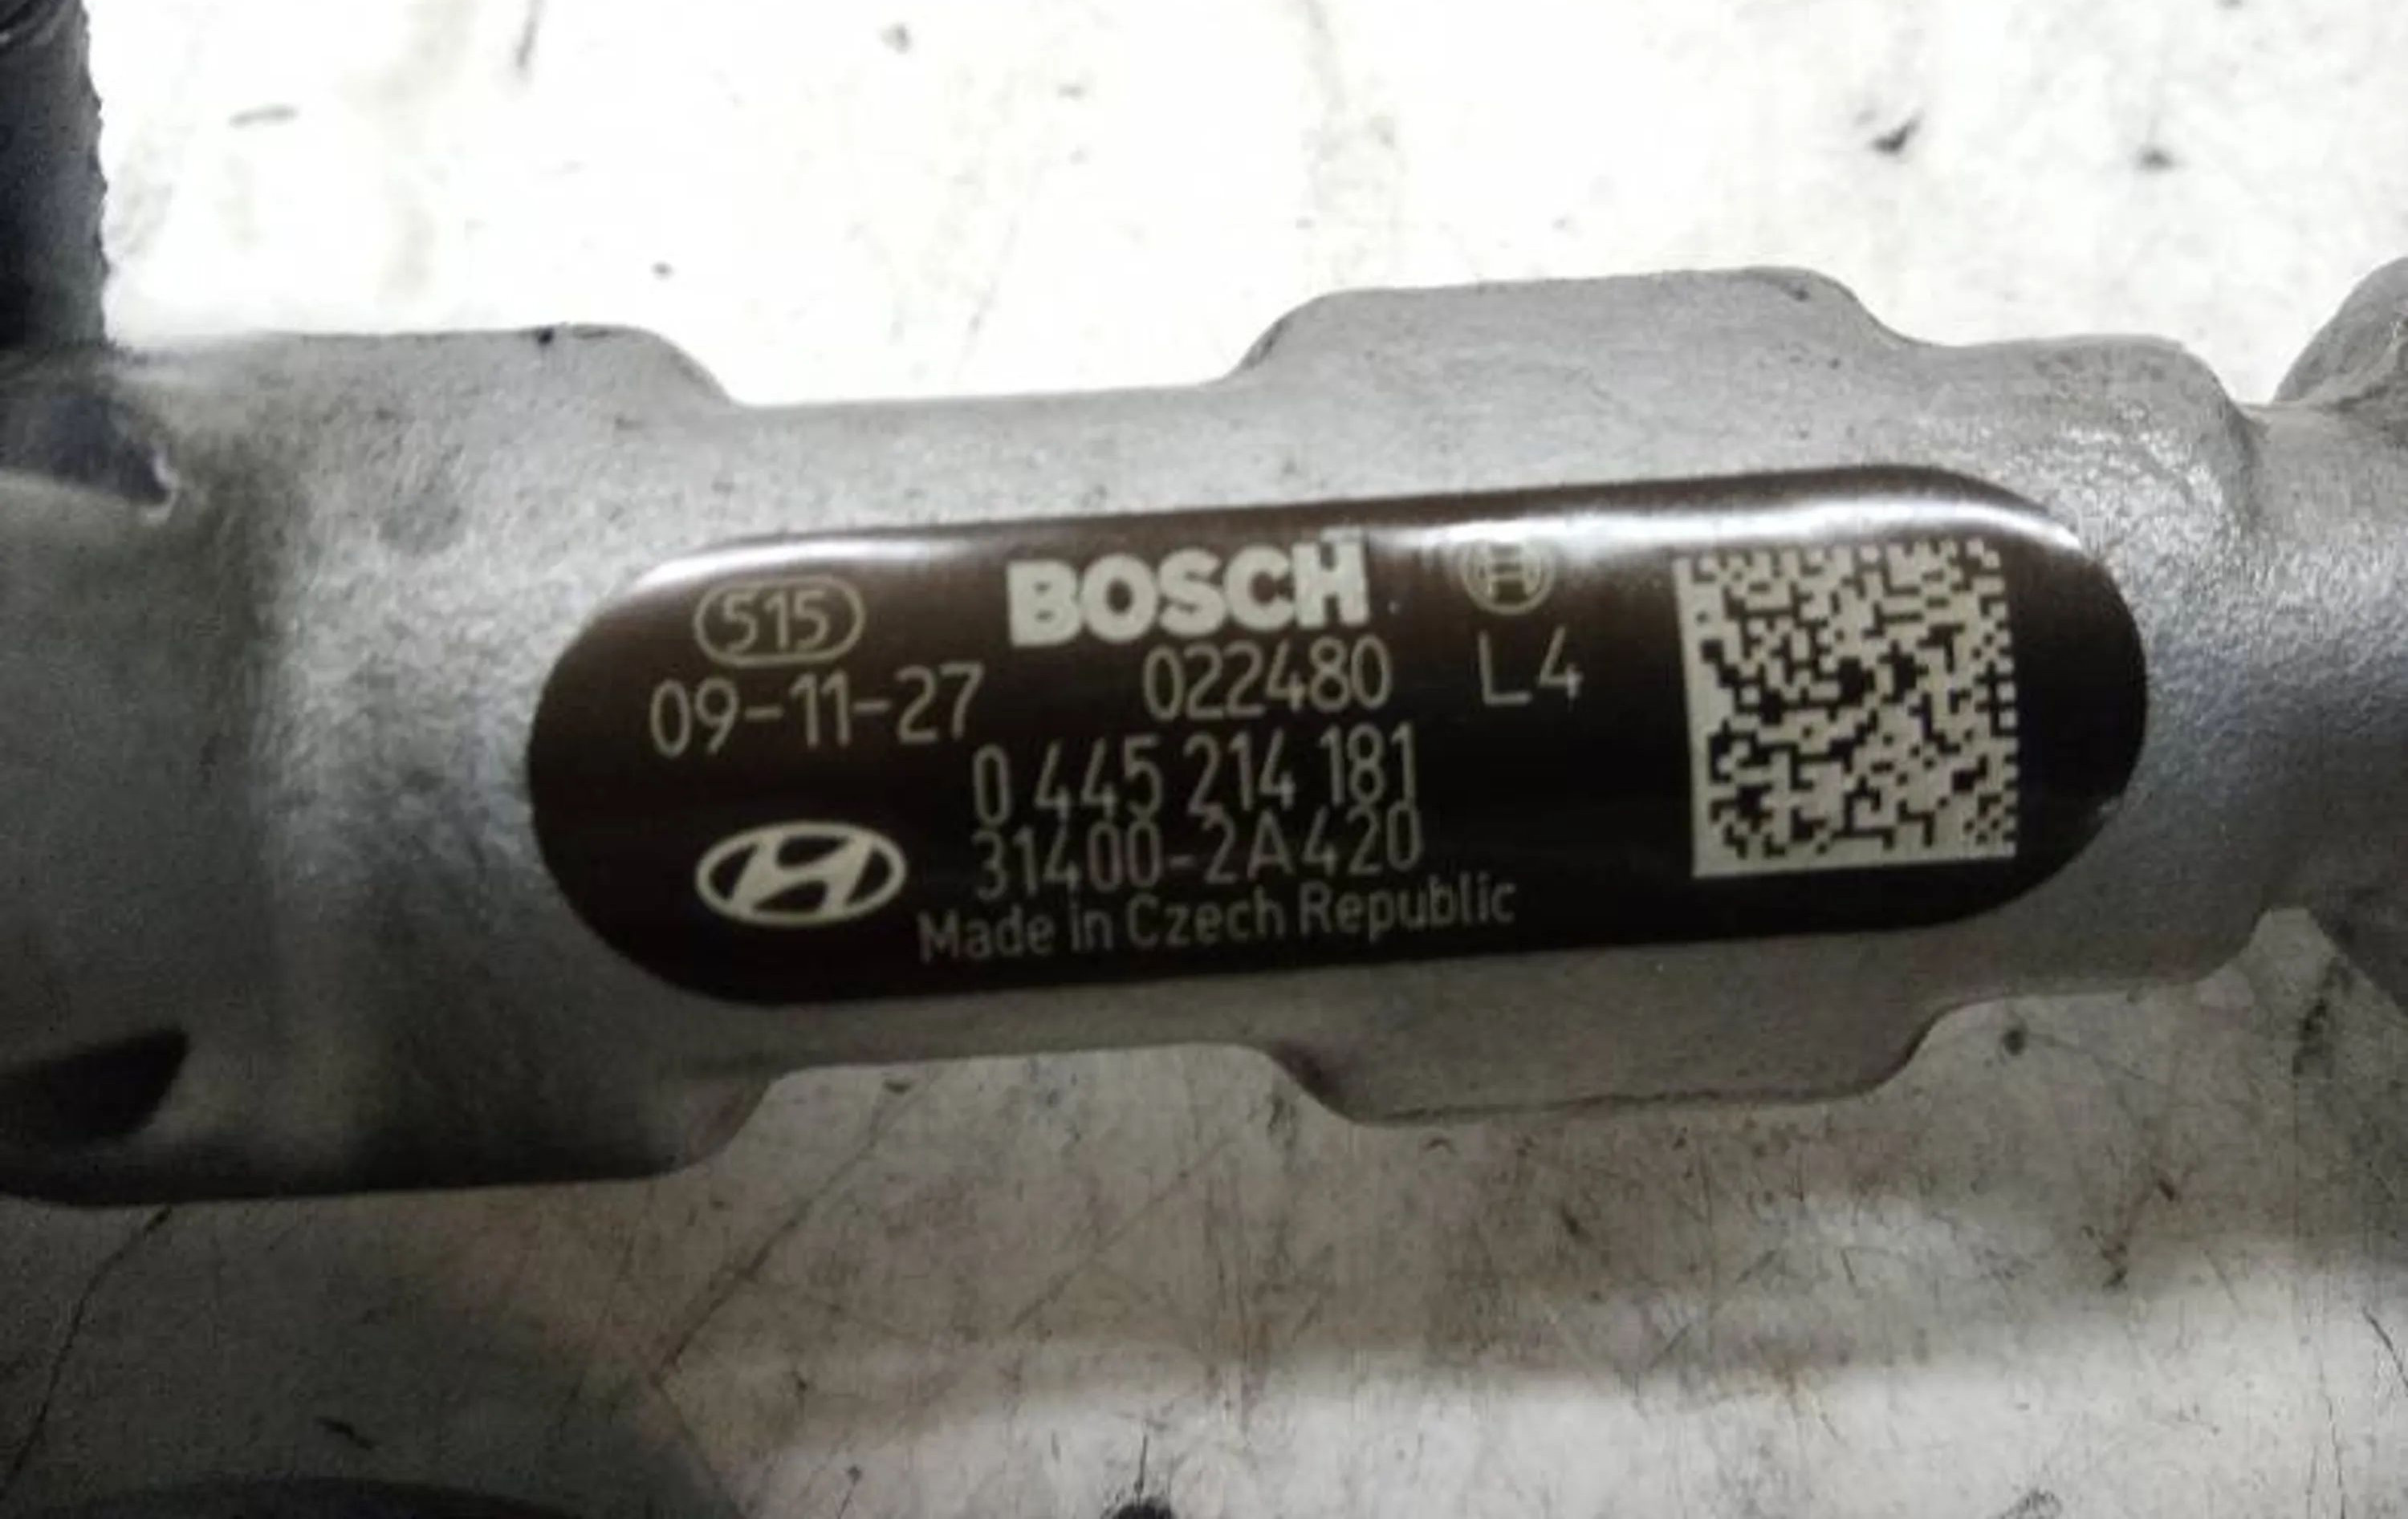 515 BOSCH
09-11-27 022480 L4
0 445 214 181
31400-2A420
Made in Czech Republic